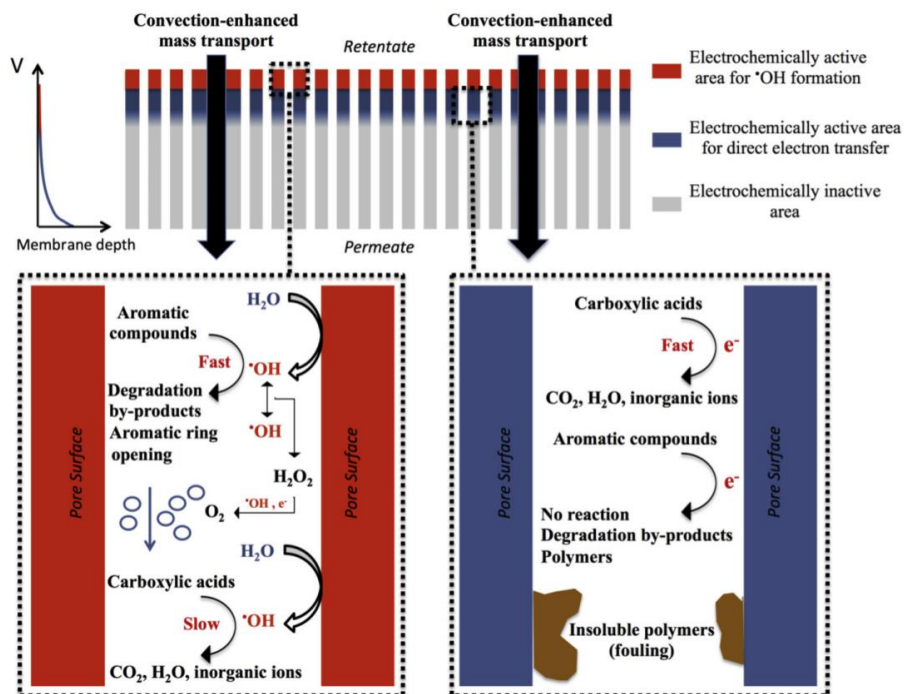 Convection-enhanced
mass transport
Retentate
Convection-enhanced
mass transport
V
Membrane depth
Permeate
Electrochemically active
area for •OH formation
Electrochemically active area
for direct electron transfer
Electrochemically inactive
area
Pore Surface
Aromatic
compounds
Fast
Degradation
by-products
Aromatic ring
opening
H₂O
•OH
•OH
H₂O₂
•OH , e⁻
O₂
H₂O
Carboxylic acids
Slow
•OH
CO₂, H₂O, inorganic ions
Pore Surface
Pore Surface
Carboxylic acids
Fast e⁻
CO₂, H₂O, inorganic ions
Aromatic compounds
e⁻
No reaction
Degradation by-products
Polymers
Insoluble polymers
(fouling)
Pore Surface